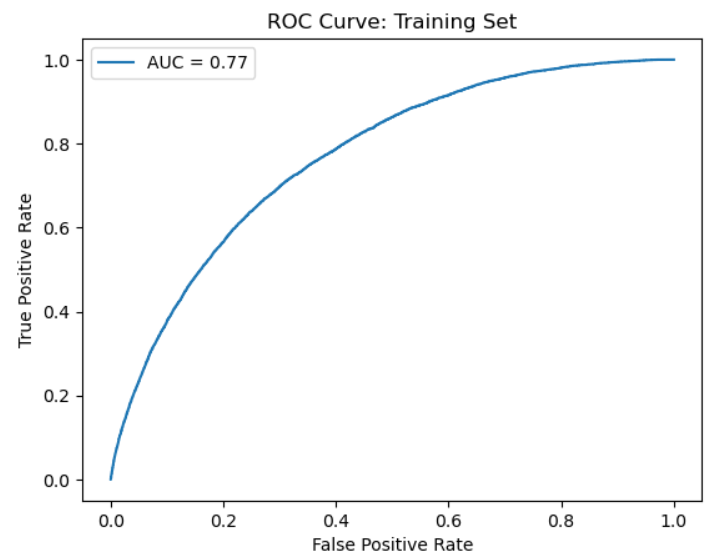 ROC Curve: Training Set
AUC = 0.77
True Positive Rate
1.0
0.8
0.6
0.4
0.2
0.0
0.0 0.2 0.4 0.6 0.8 1.0
False Positive Rate